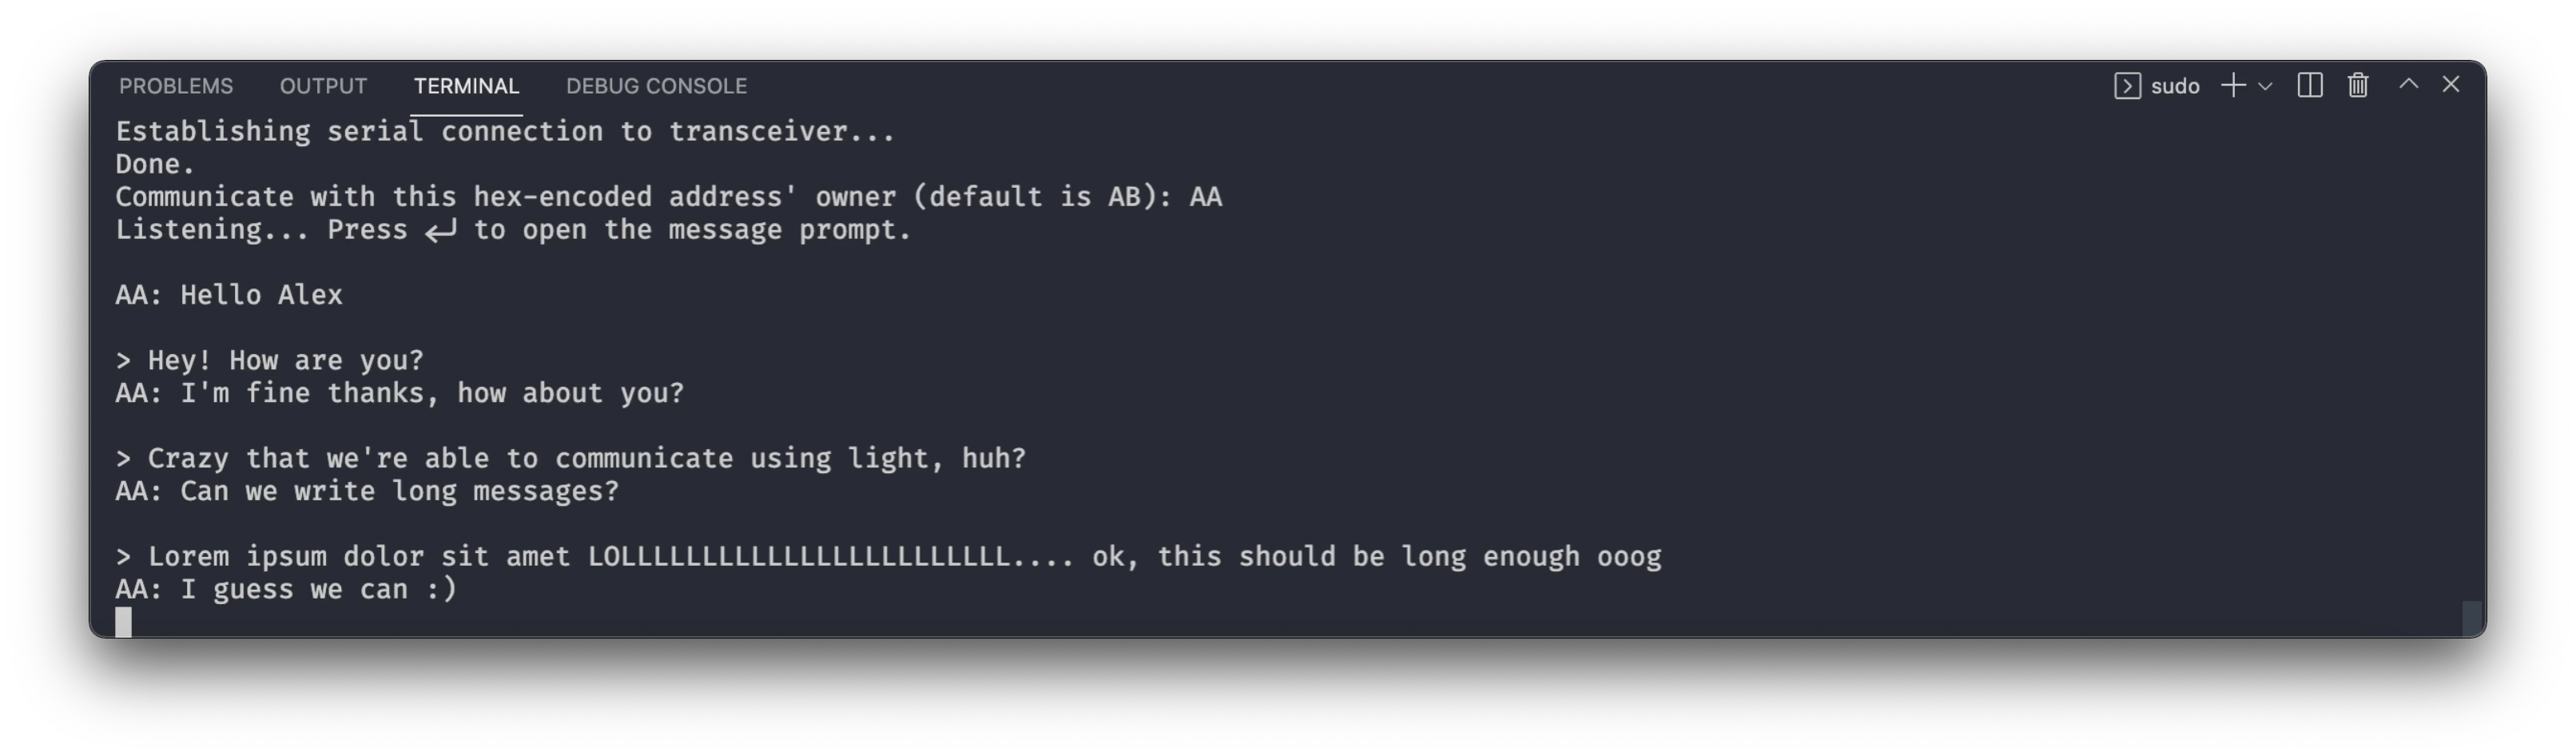 PROBLEMS OUTPUT TERMINAL DEBUG CONSOLE sudo
Establishing serial connection to transceiver...
Done.
Communicate with this hex-encoded address' owner (default is AB): AA
Listening... Press ↵ to open the message prompt.
AA: Hello Alex
> Hey! How are you?
AA: I'm fine thanks, how about you?
> Crazy that we're able to communicate using light, huh?
AA: Can we write long messages?
> Lorem ipsum dolor sit amet LOLLLLLLLLLLLLLLLLLLLLLLLL.... ok, this should be long enough ooog
AA: I guess we can :)